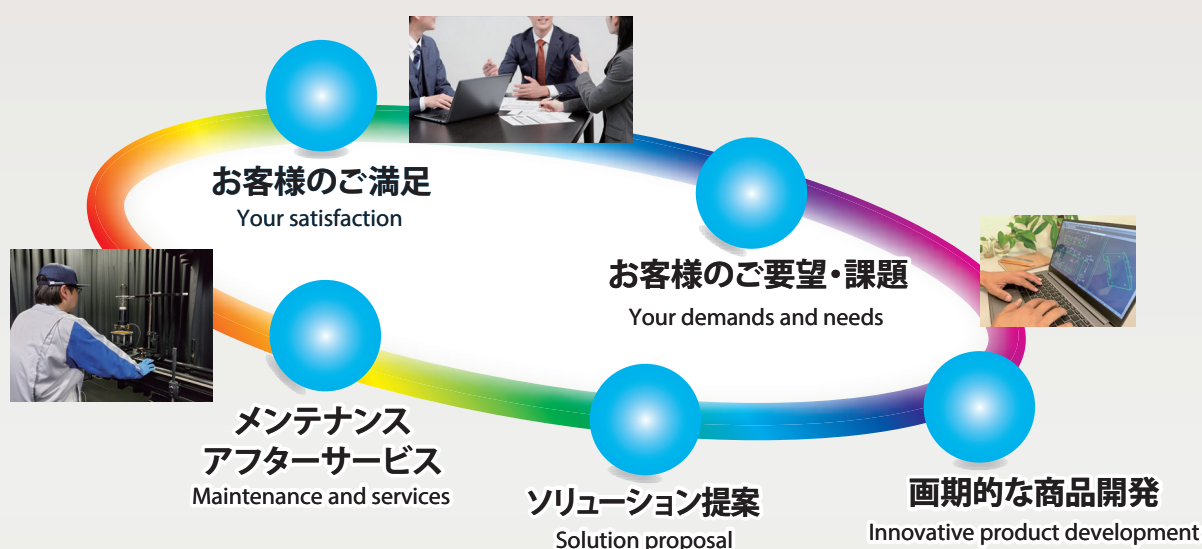 お客様のご満足
Your satisfaction
お客様のご要望・課題
Your demands and needs
メンテナンス
アフターサービス
Maintenance and services
ソリューション提案
Solution proposal
画期的な商品開発
Innovative product development